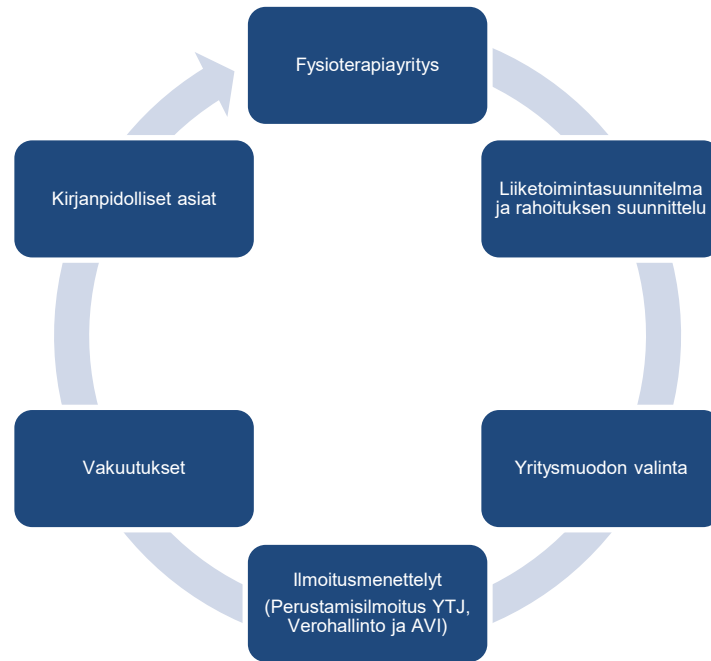 Fysioterapiayritys
Liiketoimintasuunnitelma
ja rahoituksen suunnittelu
Yritysmuodon valinta
Ilmoitusmenettelyt
(Perustamisilmoitus YTJ,
Verohallinto ja AVI)
Vakuutukset
Kirjanpidolliset asiat